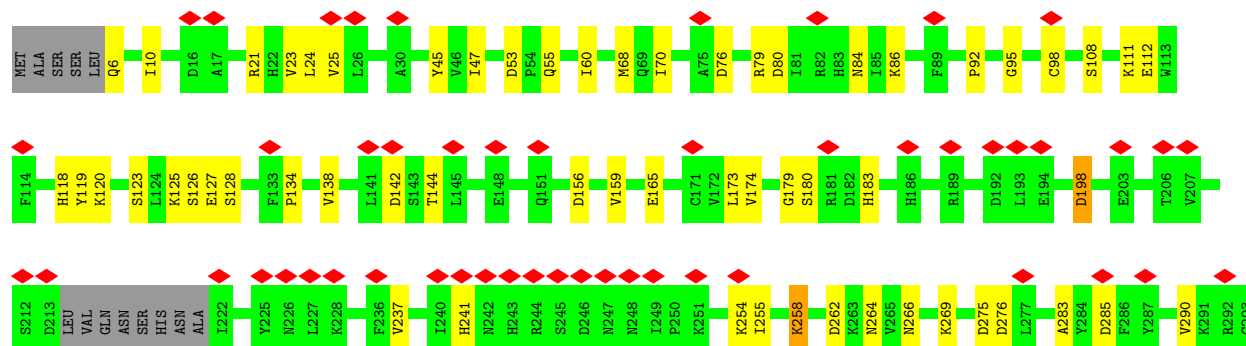 MET ALA SER SER LEU Q6 I10 D16 A17 R21 H22 V23 L24 V25 L26 A30 Y45 V46 I47 D53 P54 Q55 I60 M68 Q69 I70 A75 D76 R79 D80 I81 R82 H83 N84 I85 K86 F89 P92 G95 C98 S108 K111 E112 W113
F114 H118 Y119 K120 S123 L124 K125 S126 E127 S128 F133 P134 V138 L141 D142 S143 T144 L145 E148 Q151 D156 V159 E165 C171 V172 L173 V174 G179 S180 R181 D182 H183 H186 R189 D192 L193 E194 D198 E203 T206 V207
S212 D213 LEU VAL GLN ASN SER HIS ASN ALA I222 Y225 N226 L227 K228 F236 V237 I240 H241 N242 H243 R244 S245 D246 N247 N248 I249 P250 K251 K254 I255 K258 D262 K263 N264 V265 N266 K269 D275 D276 L277 A283 Y284 D285 F286 Y287 V290 K291 R292